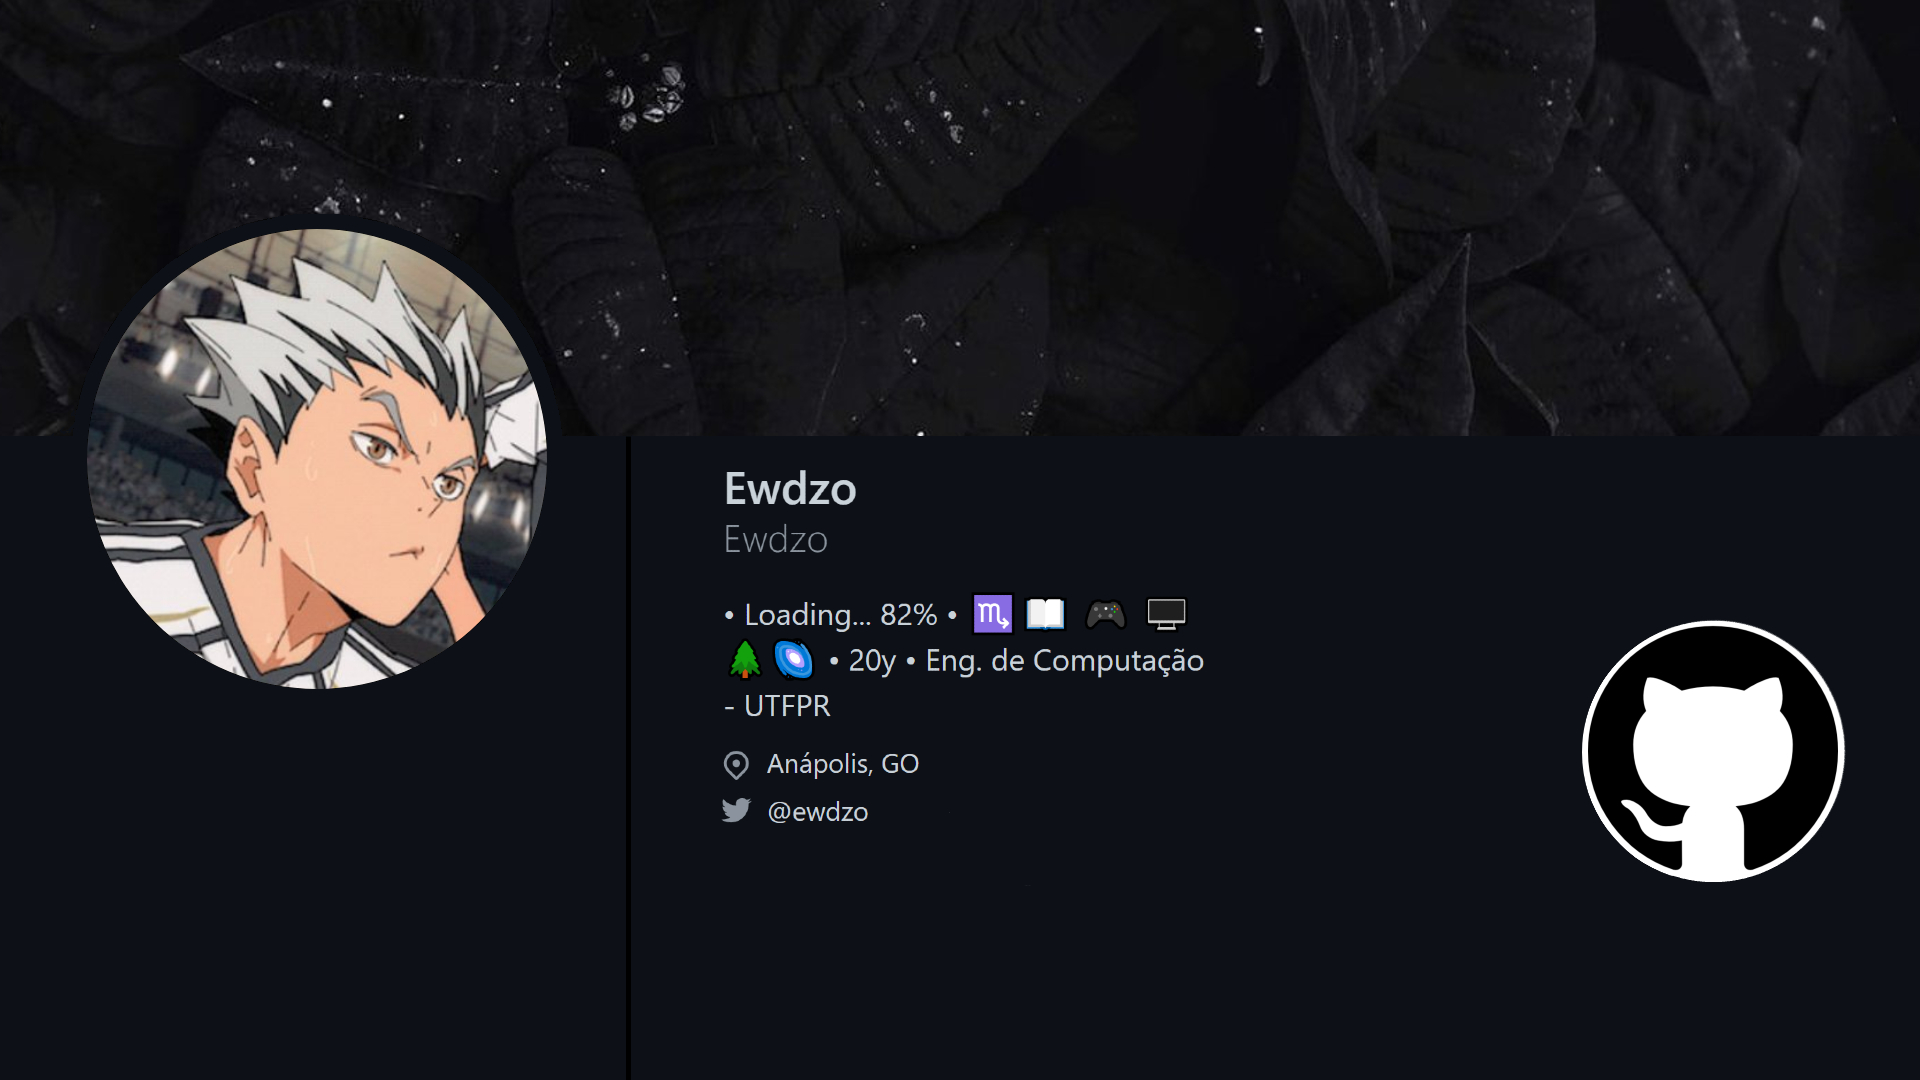 Ewdzo
Ewdzo
• Loading... 82% • ♏ 📖 🎮 🖥️
🌲 🌀 • 20y • Eng. de Computação
- UTFPR
Anápolis, GO
@ewdzo